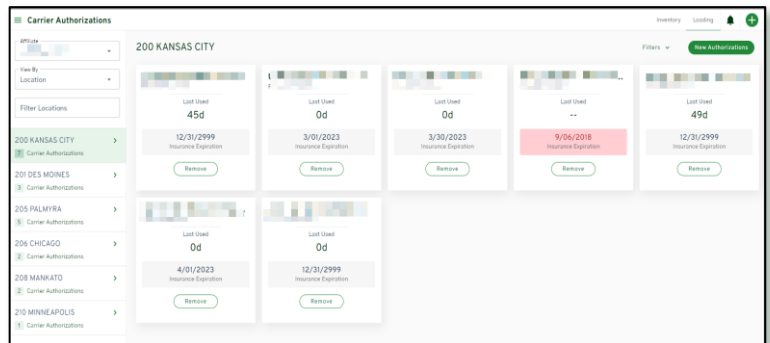 Carrier Authorizations
Inventory Loading
Affiliate
View By
Location
Filter Locations
200 KANSAS CITY
7 Carrier Authorizations
201 DES MOINES
3 Carrier Authorizations
205 PALMYRA
5 Carrier Authorizations
206 CHICAGO
2 Carrier Authorizations
208 MANKATO
2 Carrier Authorizations
210 MINNEAPOLIS
1 Carrier Authorizations
200 KANSAS CITY
Filters
New Authorizations
Last Used
45d
12/31/2999
Insurance Expiration
Remove
Last Used
0d
3/01/2023
Insurance Expiration
Remove
Last Used
0d
3/30/2023
Insurance Expiration
Remove
Last Used
--
9/06/2018
Insurance Expiration
Remove
Last Used
49d
12/31/2999
Insurance Expiration
Remove
Last Used
0d
4/01/2023
Insurance Expiration
Remove
Last Used
0d
12/31/2999
Insurance Expiration
Remove